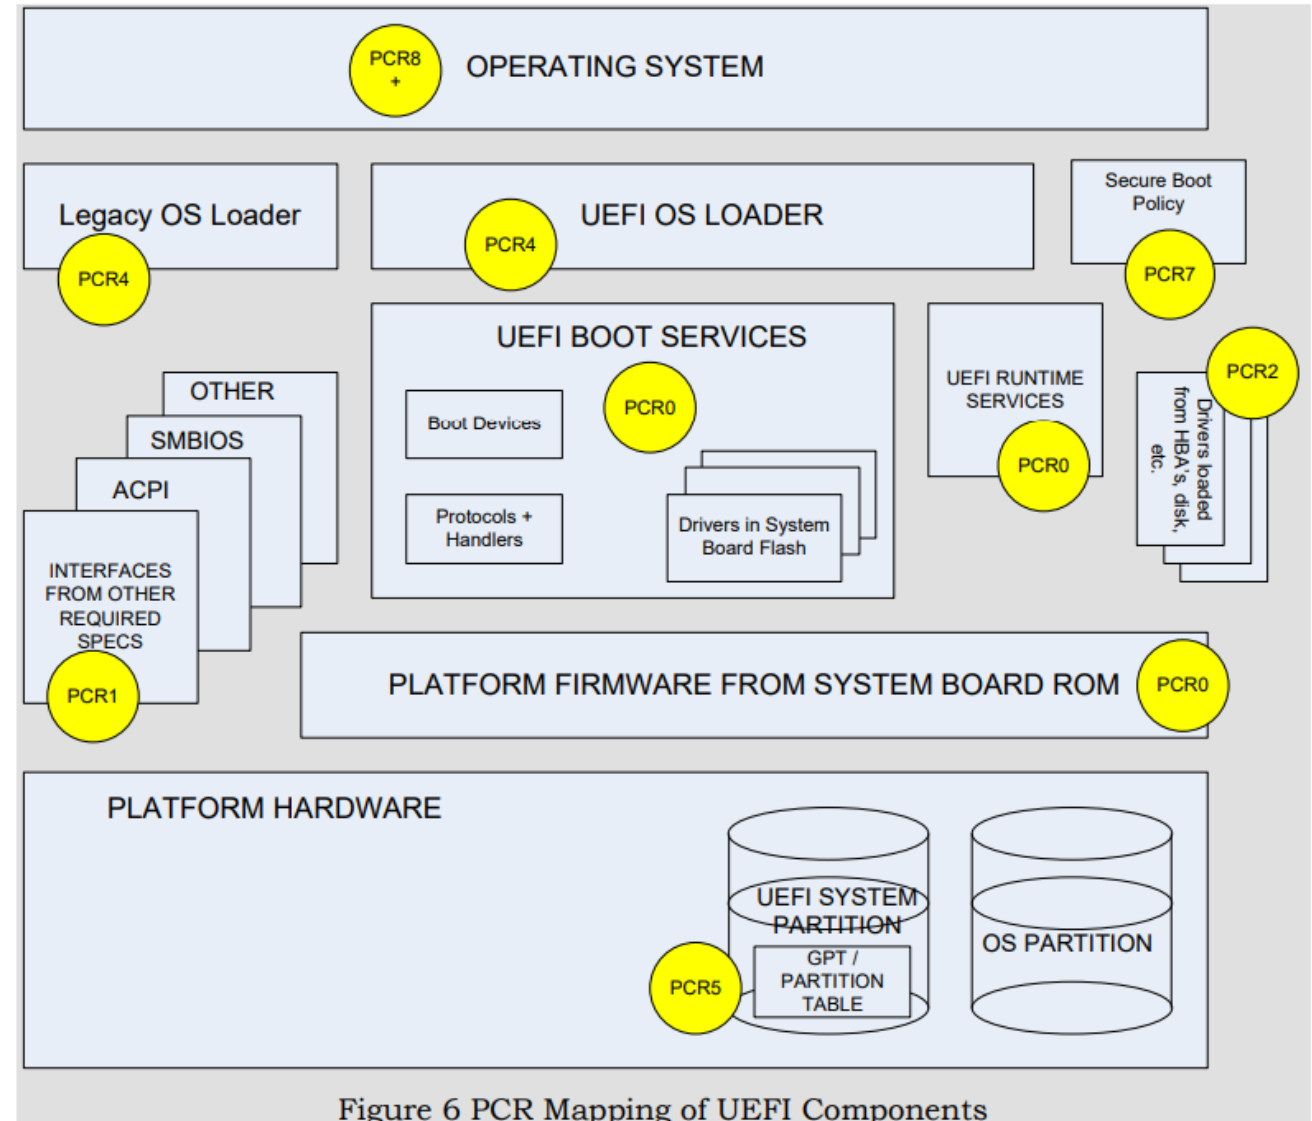 PCR8
+
OPERATING SYSTEM
Legacy OS Loader
PCR4
UEFI OS LOADER
PCR4
Secure Boot
Policy
PCR7
UEFI BOOT SERVICES
PCR0
Boot Devices
Protocols +
Handlers
Drivers in System
Board Flash
UEFI RUNTIME
SERVICES
PCR0
PCR2
Drivers loaded
from HBA's, disk,
etc.
OTHER
SMBIOS
ACPI
INTERFACES
FROM OTHER
REQUIRED
SPECS
PCR1
PLATFORM FIRMWARE FROM SYSTEM BOARD ROM
PCR0
PLATFORM HARDWARE
UEFI SYSTEM
PARTITION
GPT /
PARTITION
TABLE
PCR5
OS PARTITION
Figure 6 PCR Mapping of UEFI Components